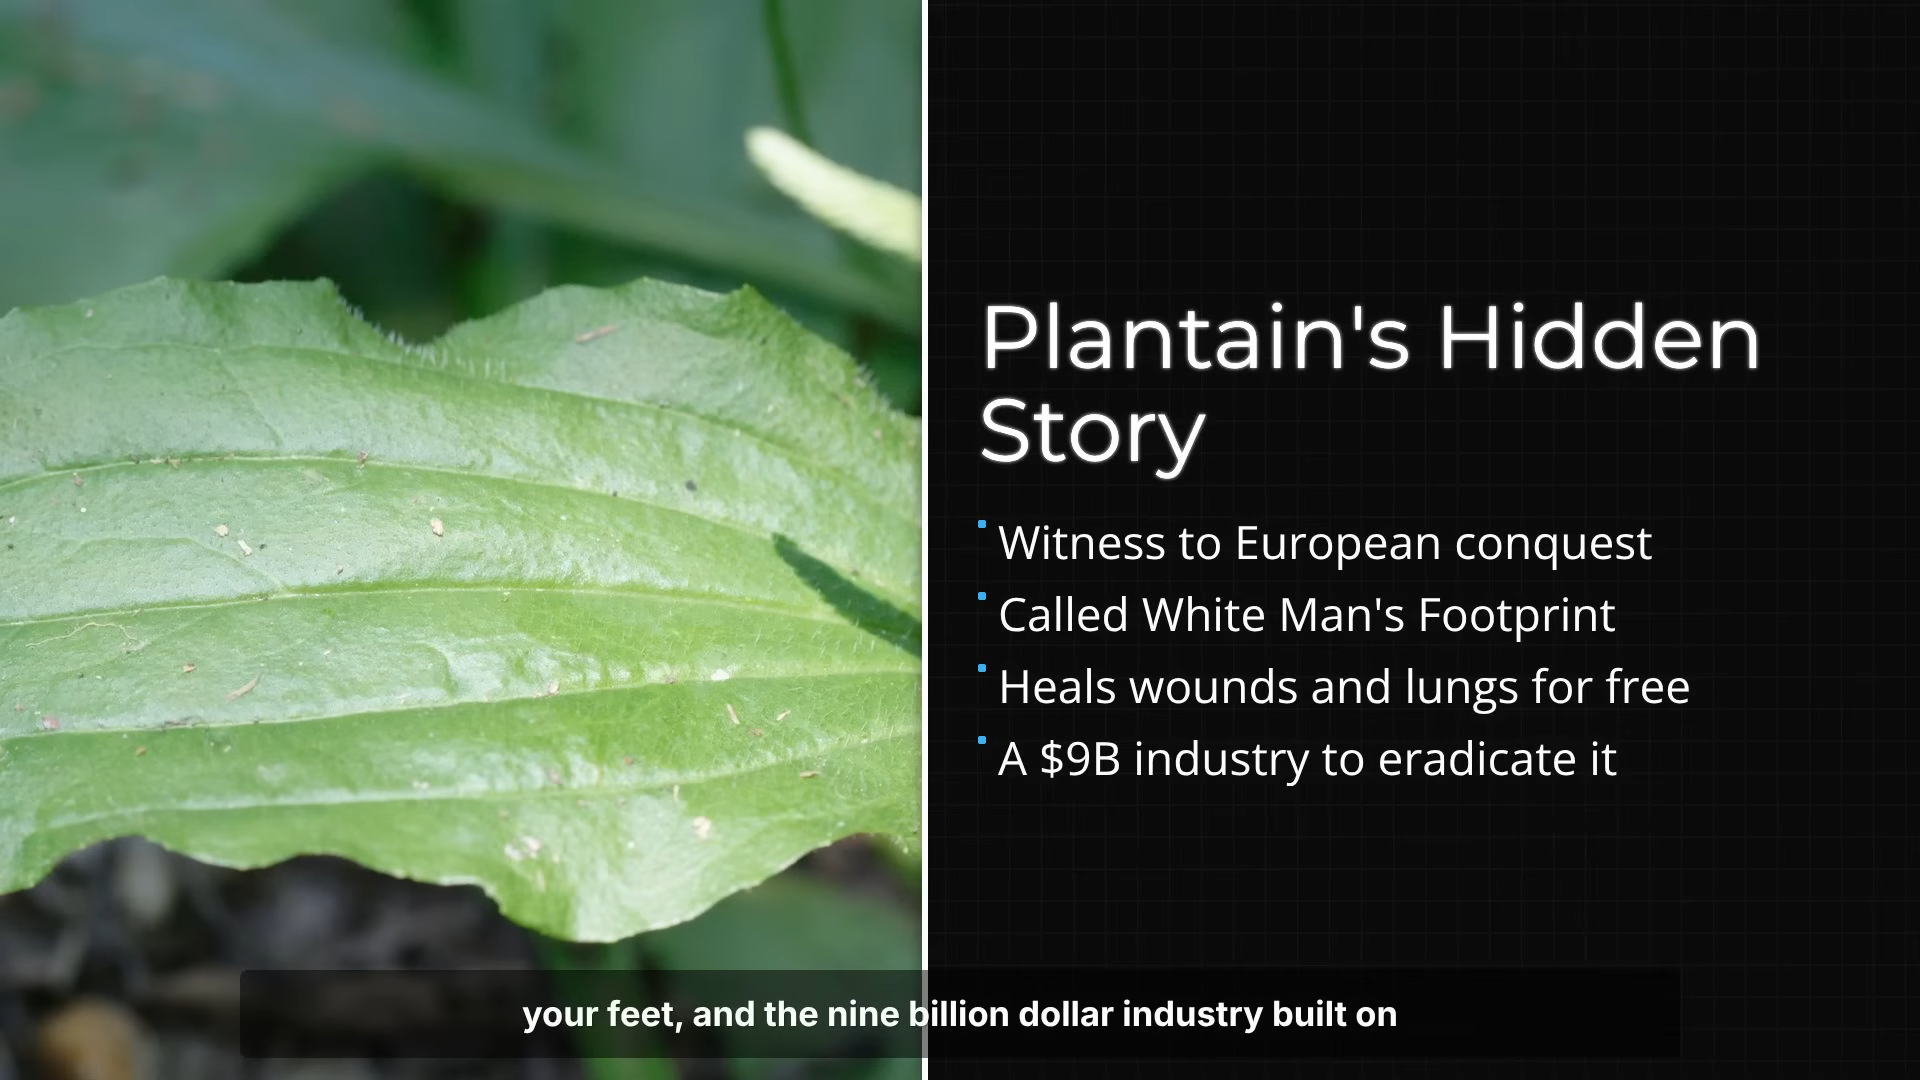 Plantain's Hidden
Story
Witness to European conquest
Called White Man's Footprint
Heals wounds and lungs for free
A $9B industry to eradicate it
your feet, and the nine billion dollar industry built on